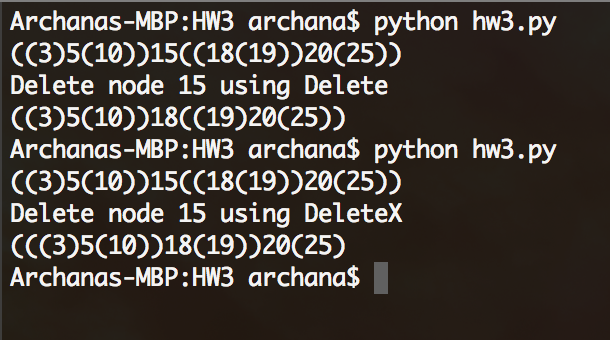 Archanas-MBP:HW3 archana$ python hw3.py
((3)5(10))15((18(19))20(25))
Delete node 15 using Delete
((3)5(10))18((19)20(25))
Archanas-MBP:HW3 archana$ python hw3.py
((3)5(10))15((18(19))20(25))
Delete node 15 using DeleteX
(((3)5(10))18(19))20(25)
Archanas-MBP:HW3 archana$